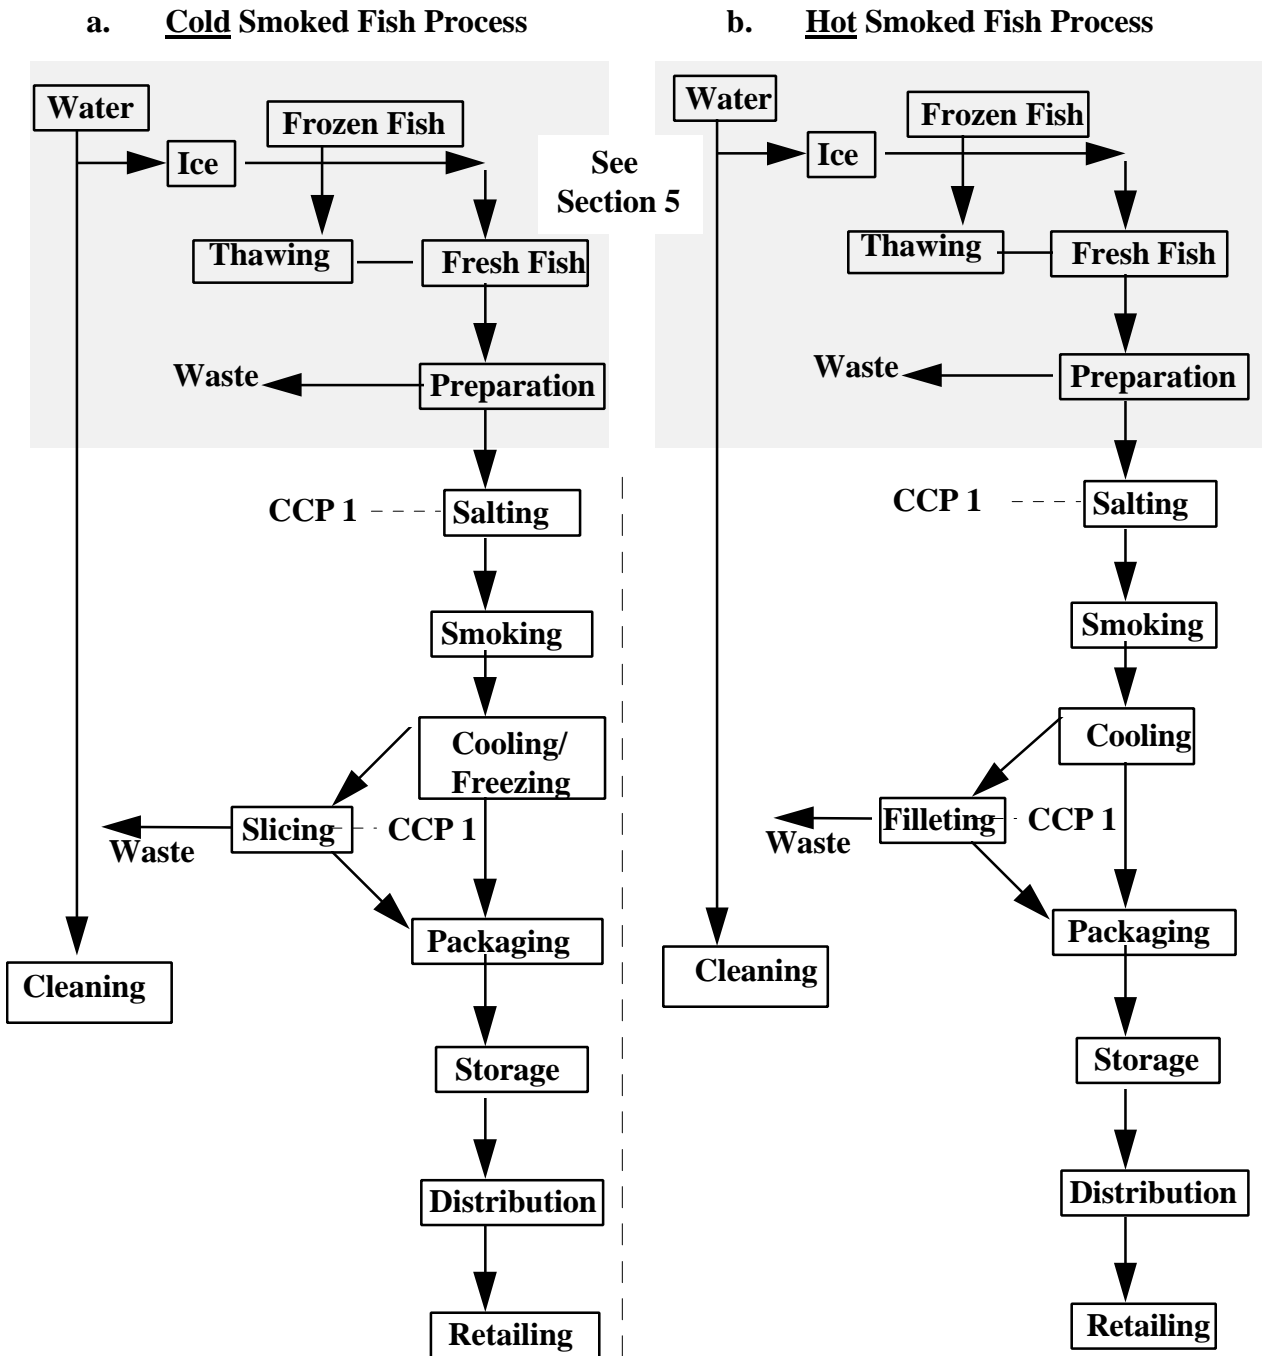 a. Cold Smoked Fish Process
Water
Frozen Fish
Ice
Thawing
Fresh Fish
Waste
Preparation
CCP 1
Salting
Smoking
Cooling/
Freezing
Slicing
CCP 1
Waste
Packaging
Cleaning
Storage
Distribution
Retailing
See
Section 5
b. Hot Smoked Fish Process
Water
Frozen Fish
Ice
Thawing
Fresh Fish
Waste
Preparation
CCP 1
Salting
Smoking
Cooling
Filleting
CCP 1
Waste
Packaging
Cleaning
Storage
Distribution
Retailing